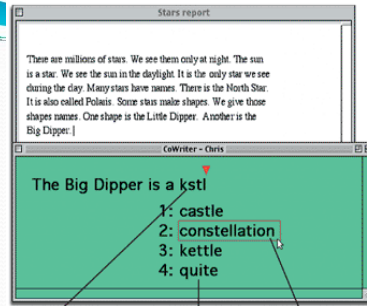 Stars report
There are millions of stars. We see them only at night. The sun
is a star. We see the sun in the daylight. It is the only star we see
during the day. Many stars have names. There is the North Star.
It is also called Polaris. Some stars make shapes. We give those
shapes names. One shape is the Little Dipper. Another is the
Big Dipper.
CoWriter - Chris
The Big Dipper is a kstl
1: castle
2: constellation
3: kettle
4: quite